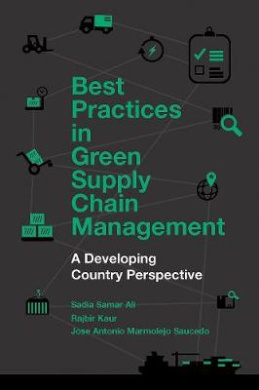 Best
Practices in
Green
Supply
Chain
Management
A Developing
Country Perspective
Sadia Samar Ali
Rajbir Kaur
Jose Antonio Marmolejo Saucedo